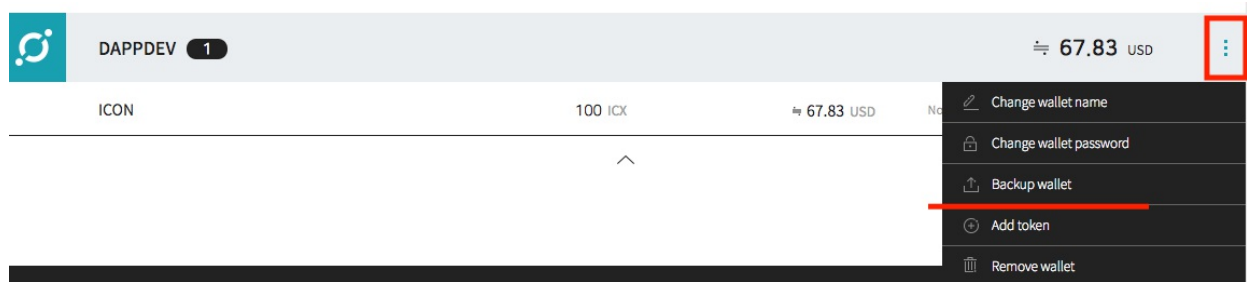 DAPPDEV 1 ≒ 67.83 USD
ICON 100 ICX ≒ 67.83 USD No
Change wallet name
Change wallet password
Backup wallet
Add token
Remove wallet